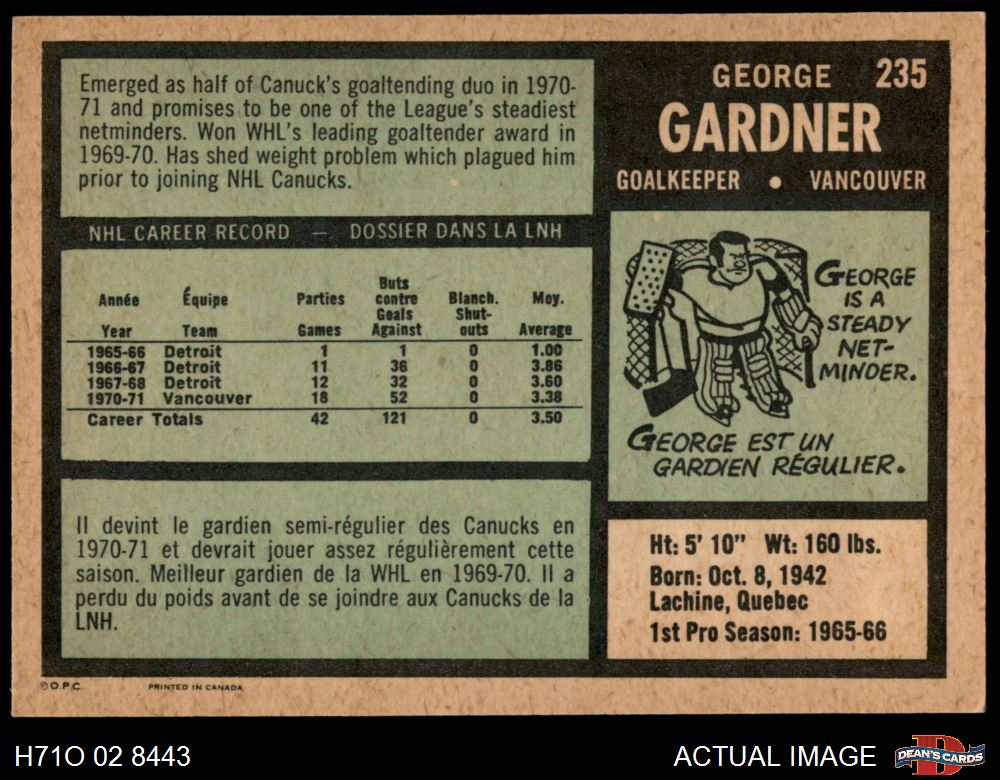 Emerged as half of Canuck's goaltending duo in 1970-
71 and promises to be one of the League's steadiest
netminders. Won WHL's leading goaltender award in
1969-70. Has shed weight problem which plagued him
prior to joining NHL Canucks.
GEORGE 235
GARDNER
GOALKEEPER • VANCOUVER
NHL CAREER RECORD — DOSSIER DANS LA LNH
Année Équipe Parties Buts contre Blanch. Moy.
Year Team Games Goals Against Shut-outs Average
1965-66 Detroit 1 1 0 1.00
1966-67 Detroit 11 36 0 3.86
1967-68 Detroit 12 32 0 3.60
1970-71 Vancouver 18 52 0 3.38
Career Totals 42 121 0 3.50
GEORGE
IS A
STEADY
NET-
MINDER.
GEORGE EST UN
GARDIEN RÉGULIER.
Il devint le gardien semi-régulier des Canucks en
1970-71 et devrait jouer assez régulièrement cette
saison. Meilleur gardien de la WHL en 1969-70. Il a
perdu du poids avant de se joindre aux Canucks de la
LNH.
Ht: 5' 10" Wt: 160 lbs.
Born: Oct. 8, 1942
Lachine, Quebec
1st Pro Season: 1965-66
© O.P.C. PRINTED IN CANADA
H71O 02 8443
ACTUAL IMAGE
D
DEAN'S CARDS